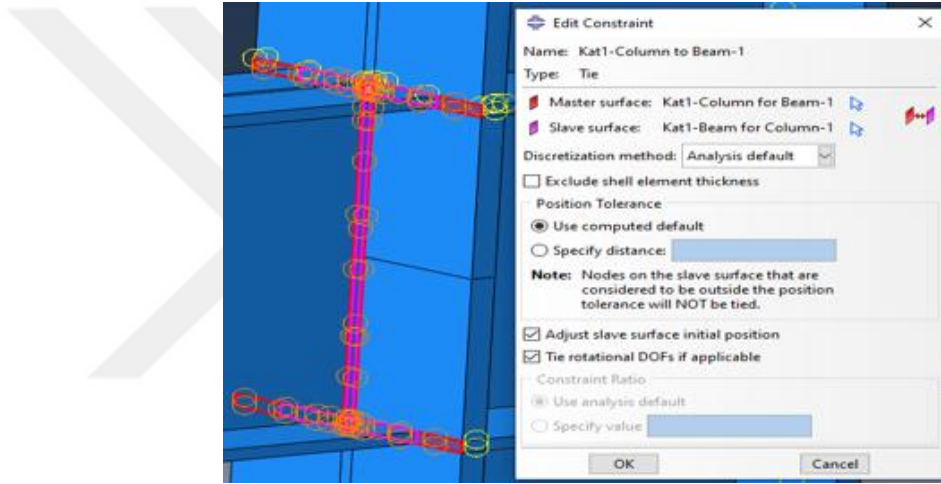 Edit Constraint
Name: Kat1-Column to Beam-1
Type: Tie
Master surface: Kat1-Column for Beam-1
Slave surface: Kat1-Beam for Column-1
Discretization method: Analysis default
Exclude shell element thickness
Position Tolerance
Use computed default
Specify distance:
Note: Nodes on the slave surface that are
considered to be outside the position
tolerance will NOT be tied.
Adjust slave surface initial position
Tie rotational DOFs if applicable
Constraint Ratio
Use analysis default
Specify value
OK Cancel